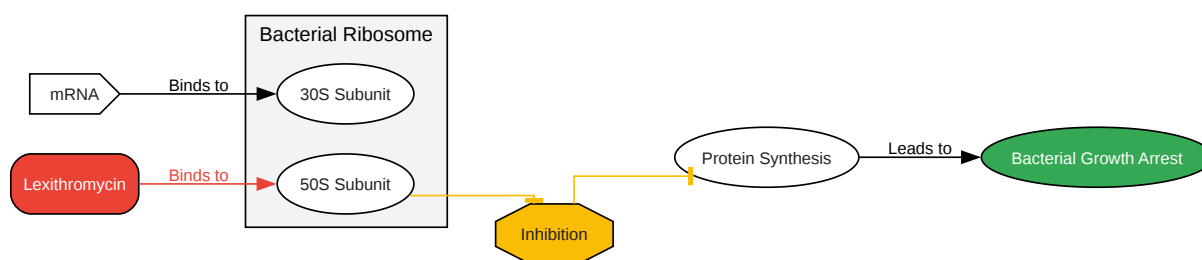 Bacterial Ribosome
mRNA
Binds to
30S Subunit
Lexithromycin
Binds to
50S Subunit
Inhibition
Protein Synthesis
Leads to
Bacterial Growth Arrest